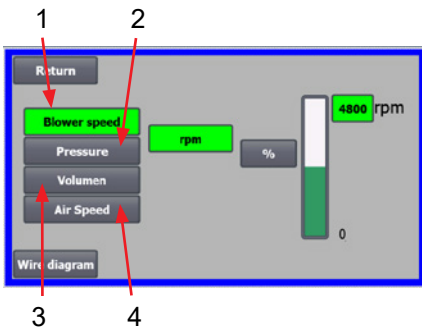 1 2
Return
4800 rpm
Blower speed
rpm
Pressure
%
Volumen
Air Speed
0
Wire diagram
3 4